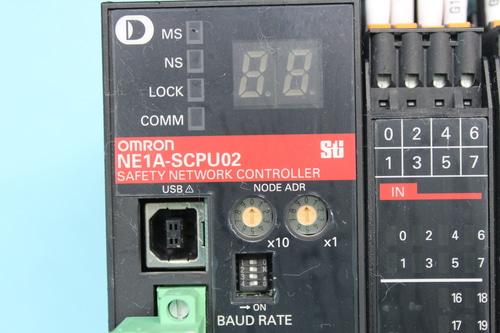 D
MS
NS
LOCK
COMM
88
OMRON
STI
NE1A-SCPU02
SAFETY NETWORK CONTROLLER
USB NODE ADR
x10 x1
→ ON
BAUD RATE
0 2 4 6
1 3 5 7
IN
0 2 4 6
1 3 5 7
16 18
17 19